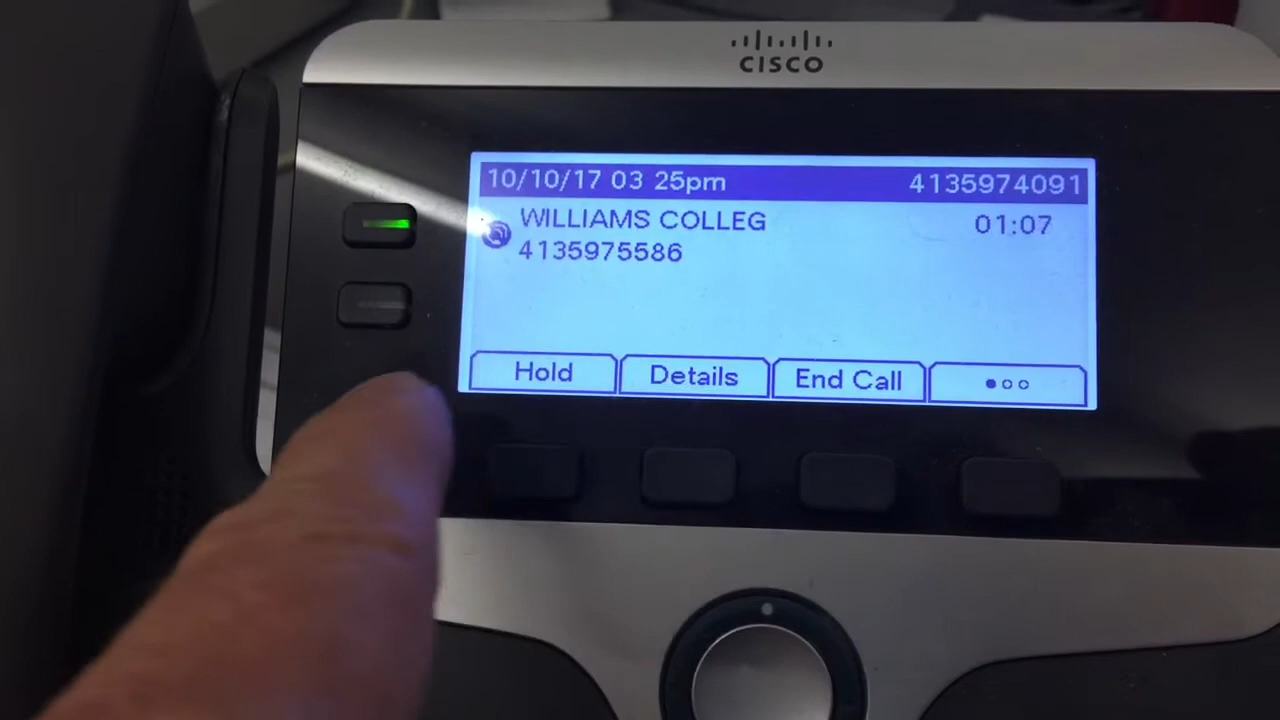 CISCO
10/10/17 03 25pm 4135974091
WILLIAMS COLLEG 01:07
4135975586
Hold Details End Call